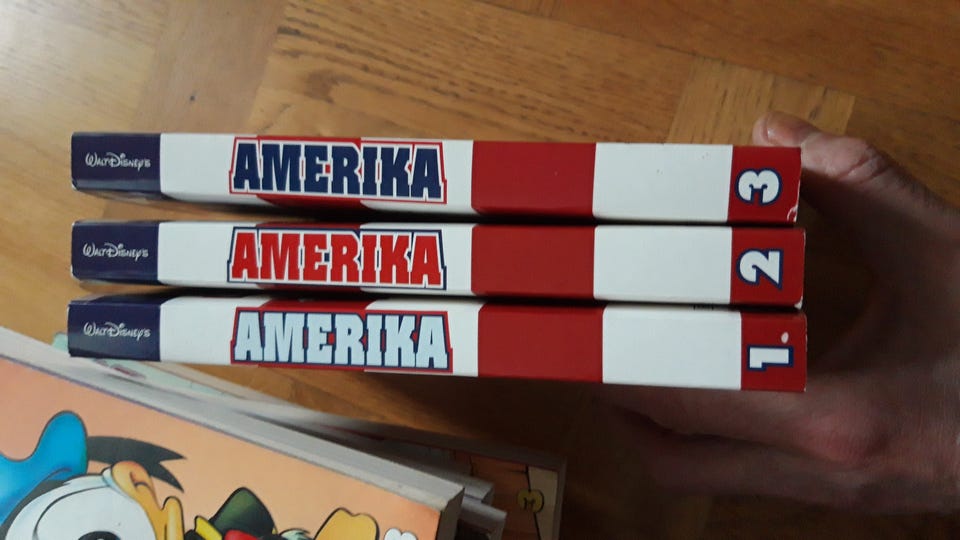 WALT DISNEY'S AMERIKA 3
WALT DISNEY'S AMERIKA 2
WALT DISNEY'S AMERIKA 1.